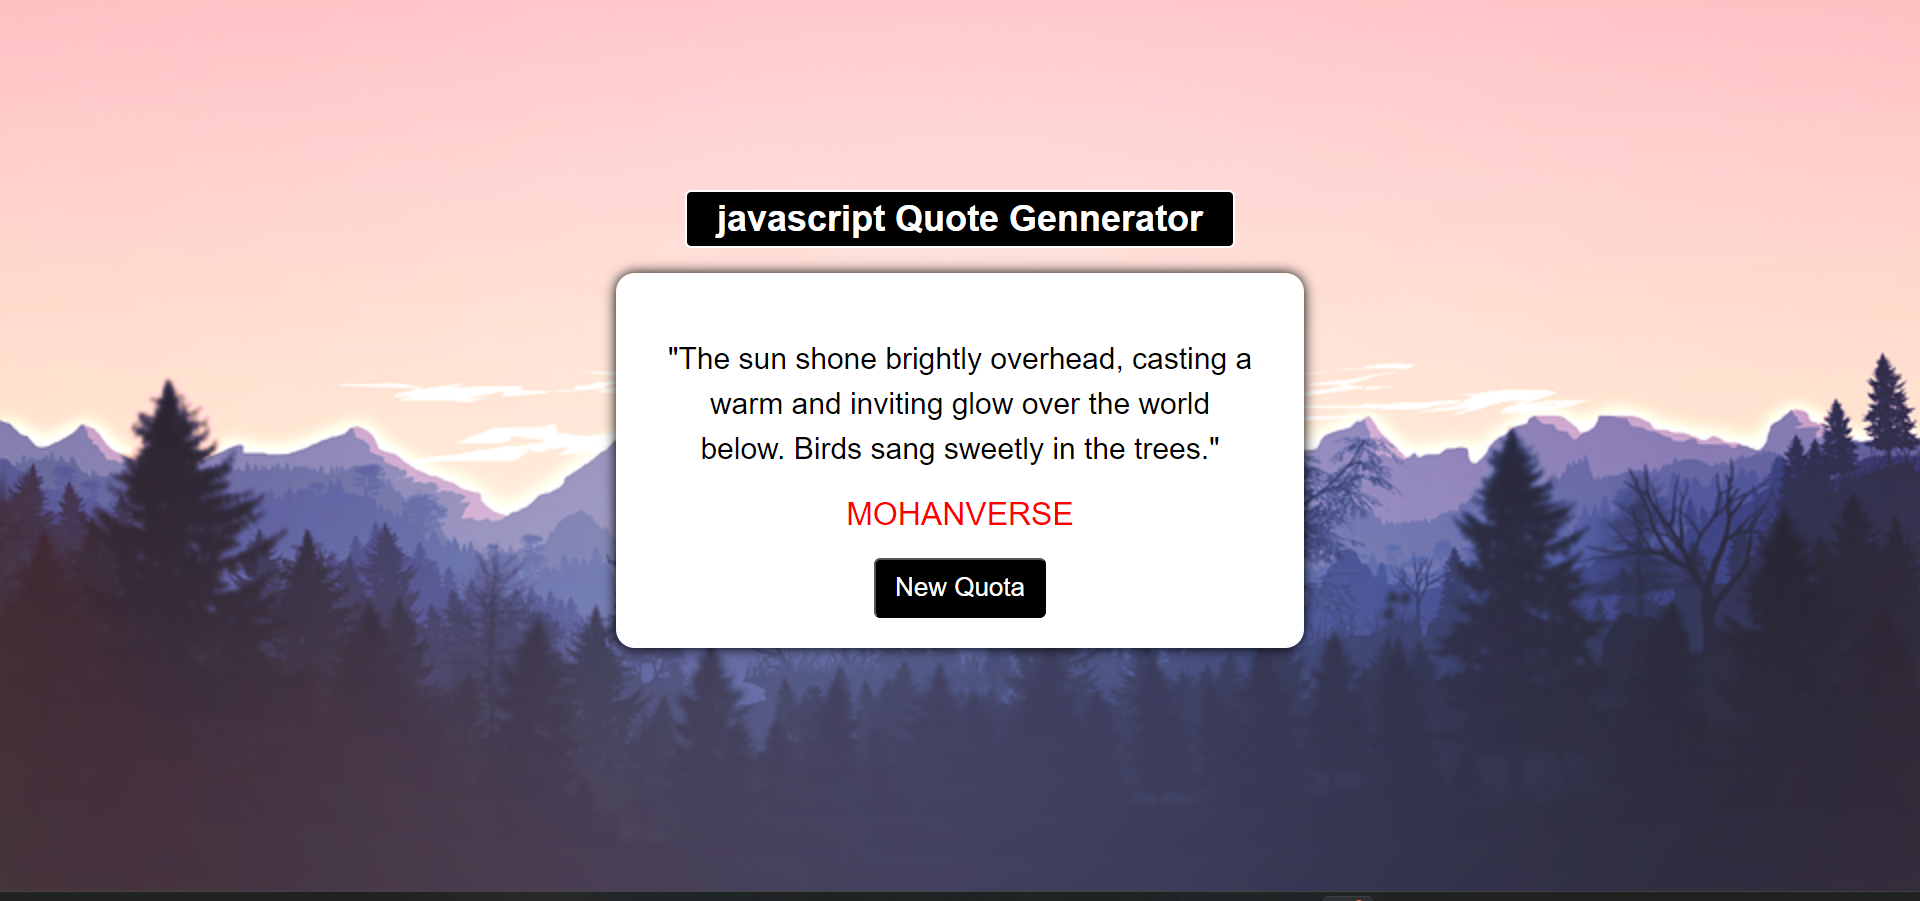 javascript Quote Gennerator
"The sun shone brightly overhead, casting a
warm and inviting glow over the world
below. Birds sang sweetly in the trees."
MOHANVERSE
New Quota